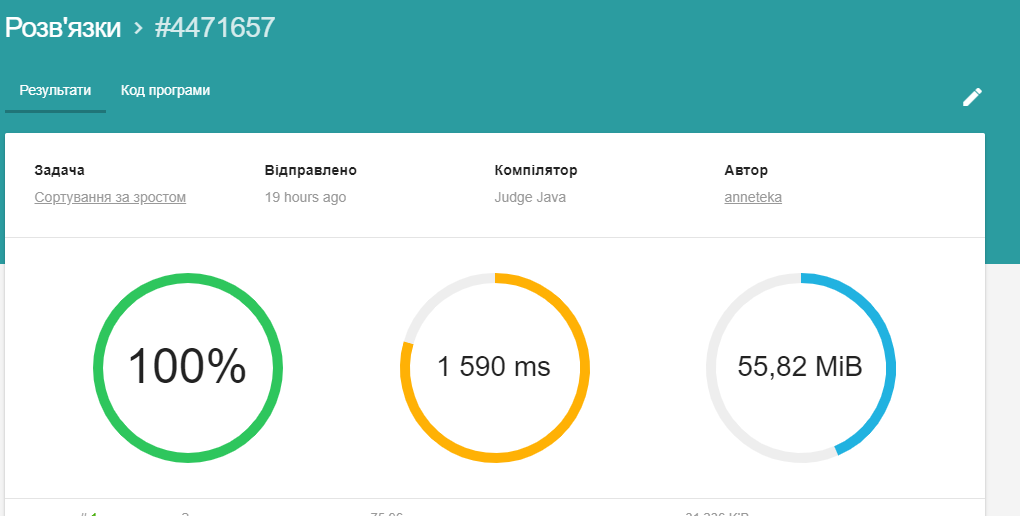 Розв'язки › #4471657
Результати Код програми
Задача Відправлено Компілятор Автор
Сортування за зростом 19 hours ago Judge Java anneteka
100% 1 590 ms 55,82 MiB